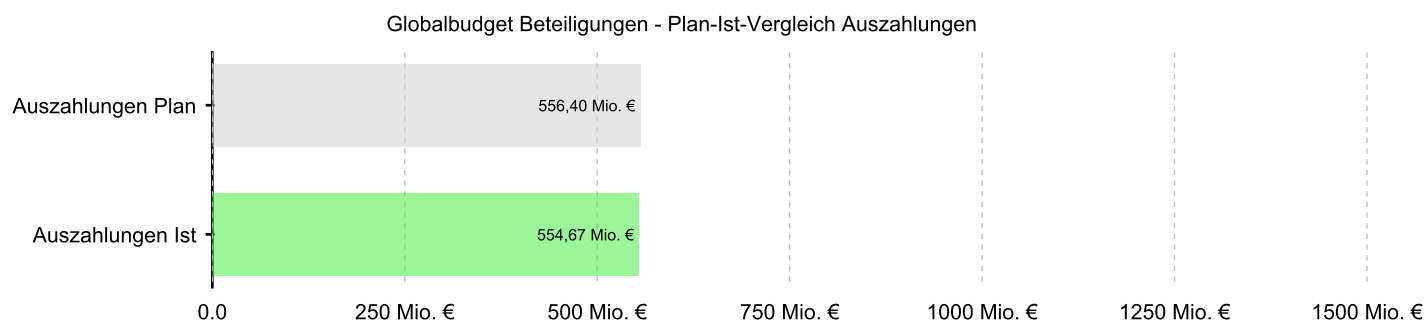 Globalbudget Beteiligungen - Plan-Ist-Vergleich Auszahlungen
Auszahlungen Plan
556,40 Mio. €
Auszahlungen Ist
554,67 Mio. €
0.0 250 Mio. € 500 Mio. € 750 Mio. € 1000 Mio. € 1250 Mio. € 1500 Mio. €